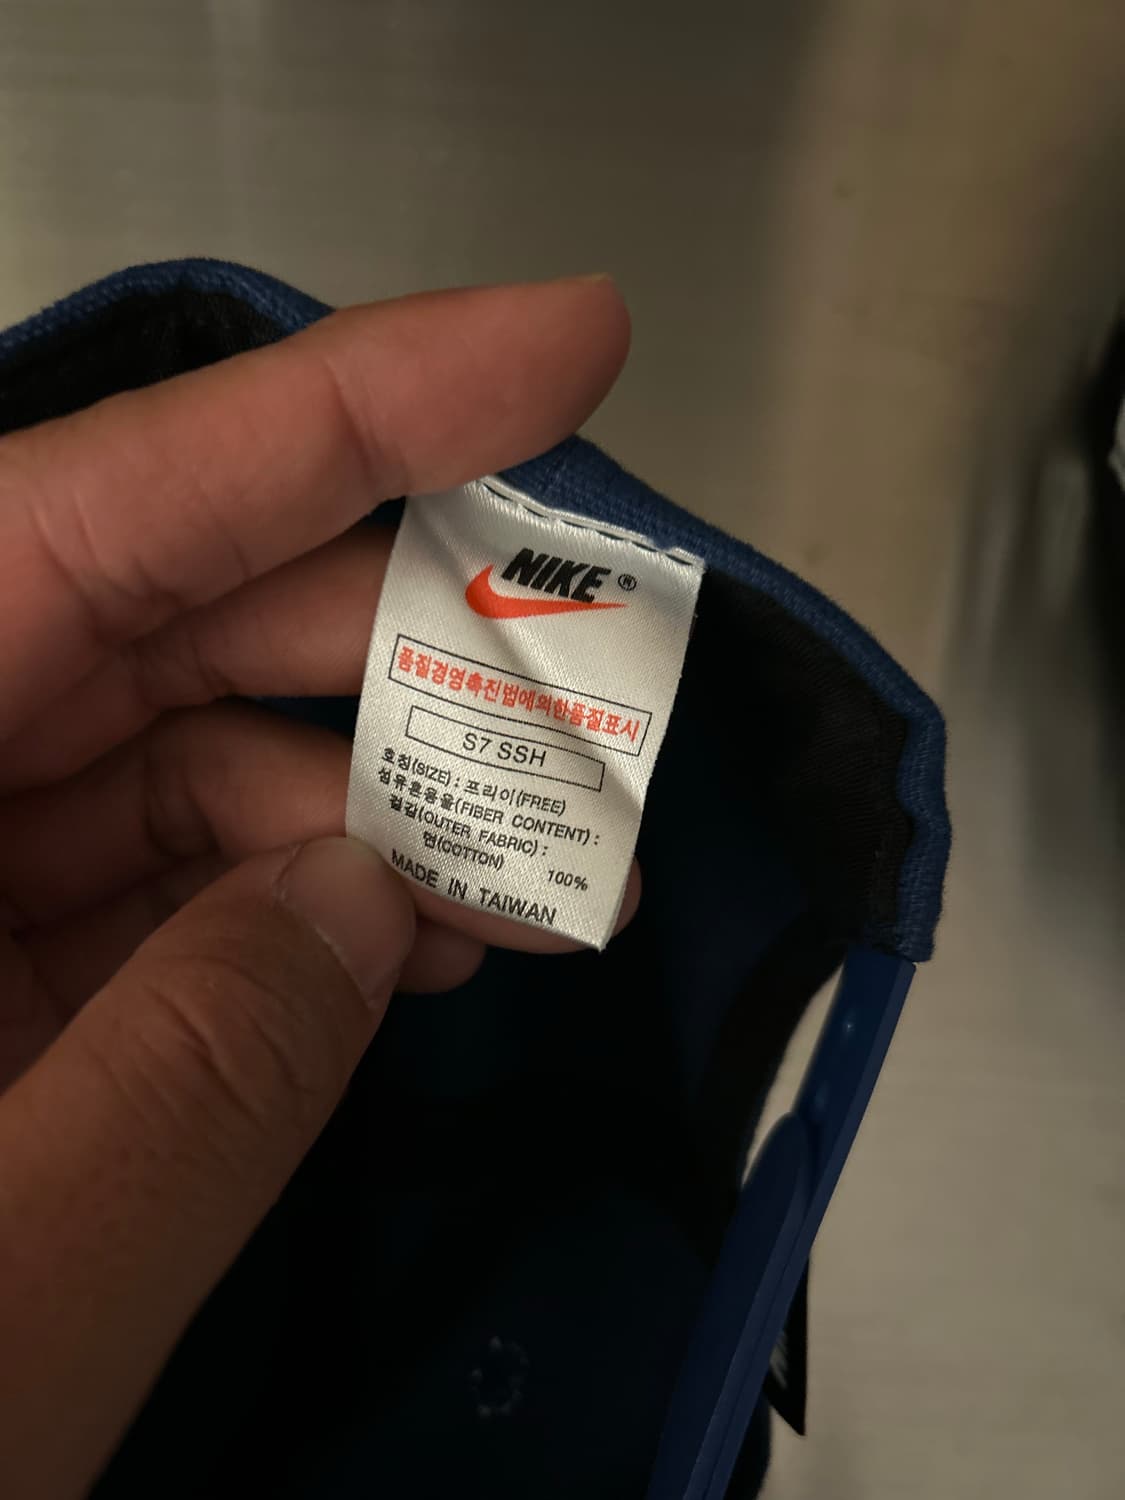 NIKE ®
품질경영촉진법에의한품질표시
S7 SSH
호칭(SIZE) : 프리이(FREE)
섬유혼용율(FIBER CONTENT) :
겉감(OUTER FABRIC) :
면(COTTON) 100%
MADE IN TAIWAN